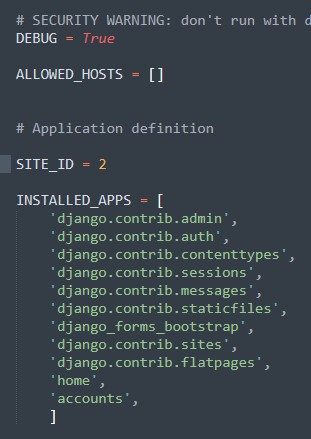 # SECURITY WARNING: don't run with
DEBUG = True
ALLOWED_HOSTS = []
# Application definition
SITE_ID = 2
INSTALLED_APPS = [
'django.contrib.admin',
'django.contrib.auth',
'django.contrib.contenttypes',
'django.contrib.sessions',
'django.contrib.messages',
'django.contrib.staticfiles',
'django_forms_bootstrap',
'django.contrib.sites',
'django.contrib.flatpages',
'home',
'accounts',
]